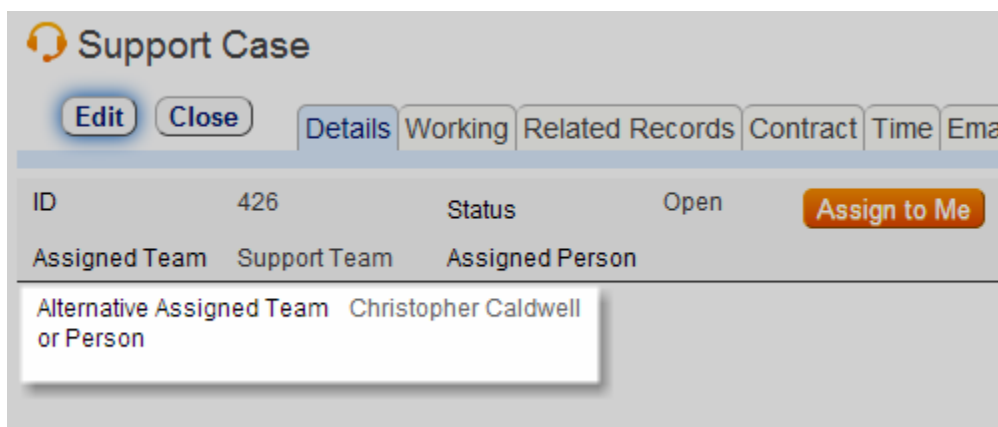 Support Case
Edit Close Details Working Related Records Contract Time Ema
ID 426 Status Open Assign to Me
Assigned Team Support Team Assigned Person
Alternative Assigned Team Christopher Caldwell
or Person